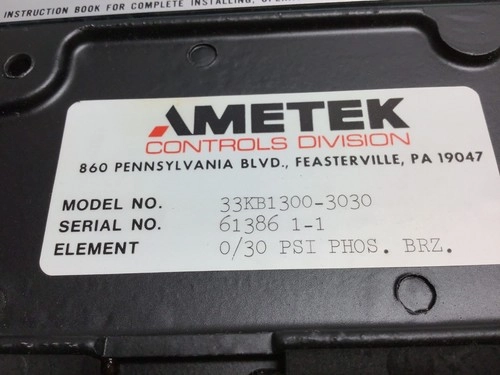 INSTRUCTION BOOK FOR COMPLETE INSTALLING,
AMETEK
CONTROLS DIVISION
860 PENNSYLVANIA BLVD., FEASTERVILLE, PA 19047
MODEL NO. 33KB1300-3030
SERIAL NO. 61386 1-1
ELEMENT 0/30 PSI PHOS. BRZ.